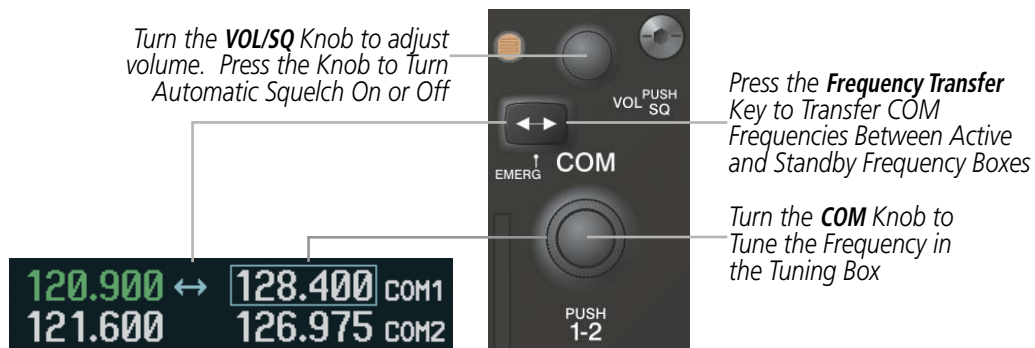 Turn the VOL/SQ Knob to adjust
volume. Press the Knob to Turn
Automatic Squelch On or Off
VOL PUSH SQ
Press the Frequency Transfer
Key to Transfer COM
Frequencies Between Active
and Standby Frequency Boxes
EMERG COM
Turn the COM Knob to
Tune the Frequency in
the Tuning Box
120.900 ↔ 128.400 COM1
121.600 126.975 COM2
PUSH
1-2